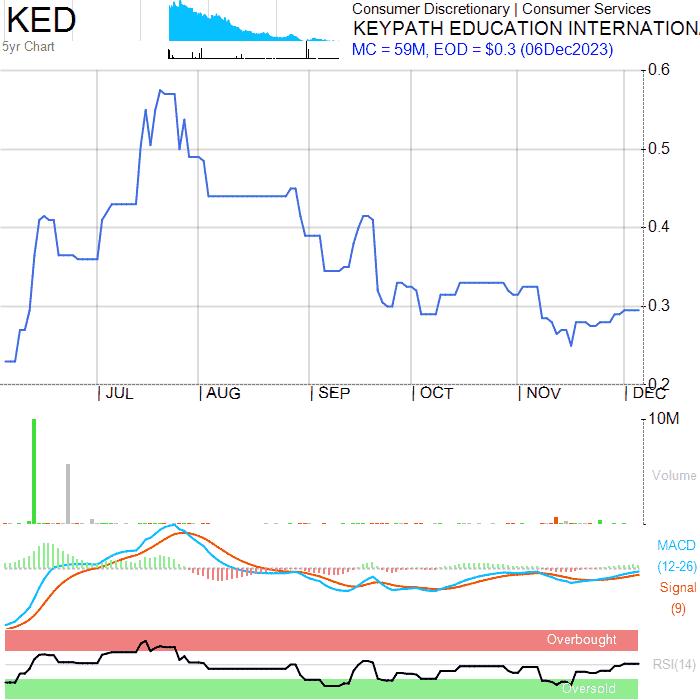 KED
5yr Chart
Consumer Discretionary | Consumer Services
KEYPATH EDUCATION INTERNATION
MC = 59M, EOD = $0.3 (06Dec2023)
0.6
0.5
0.4
0.3
0.2
| JUL
| AUG
| SEP
| OCT
| NOV
| DEC
10M
Volume
MACD
(12-26)
Signal
(9)
Overbought
RSI(14)
Oversold